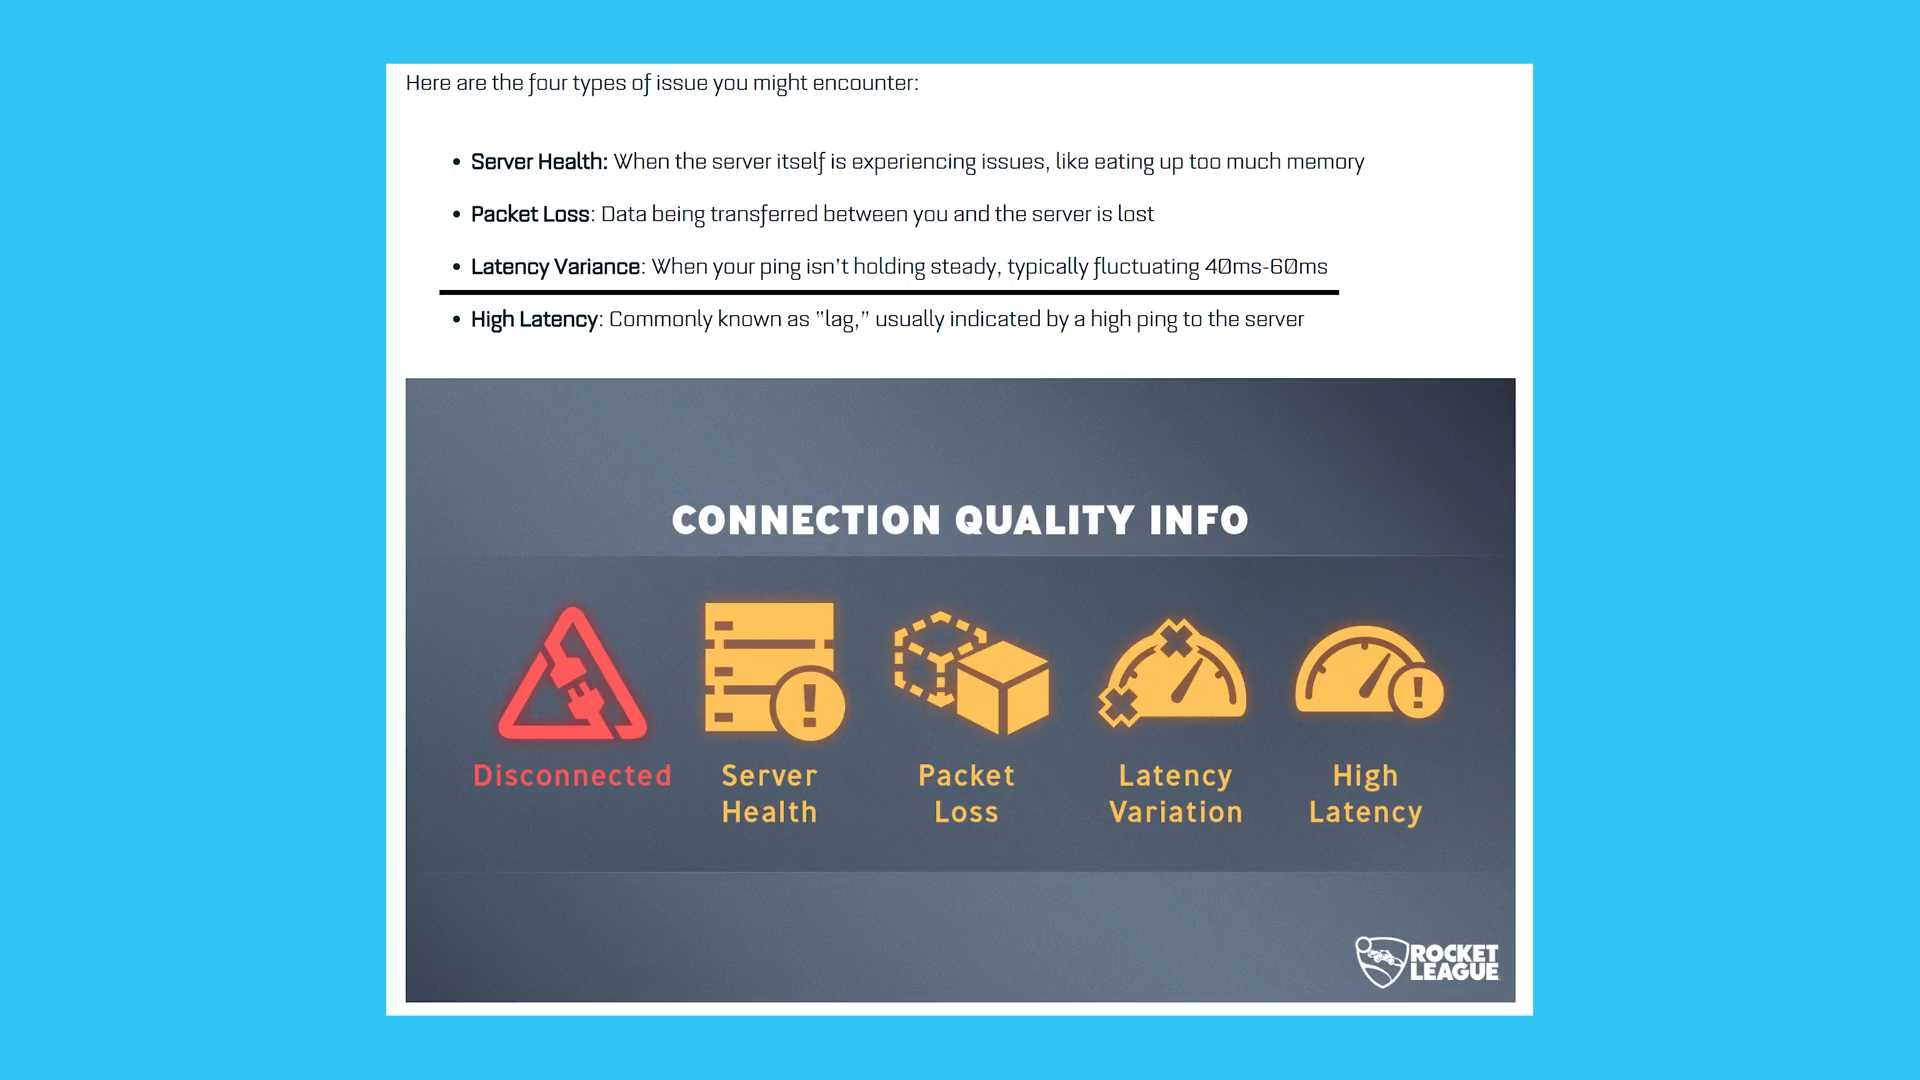 Here are the four types of issue you might encounter:
• Server Health: When the server itself is experiencing issues, like eating up too much memory
• Packet Loss: Data being transferred between you and the server is lost
• Latency Variance: When your ping isn't holding steady, typically fluctuating 40ms-60ms
• High Latency: Commonly known as "lag," usually indicated by a high ping to the server
CONNECTION QUALITY INFO
Disconnected
Server
Health
Packet
Loss
Latency
Variation
High
Latency
ROCKET
LEAGUE